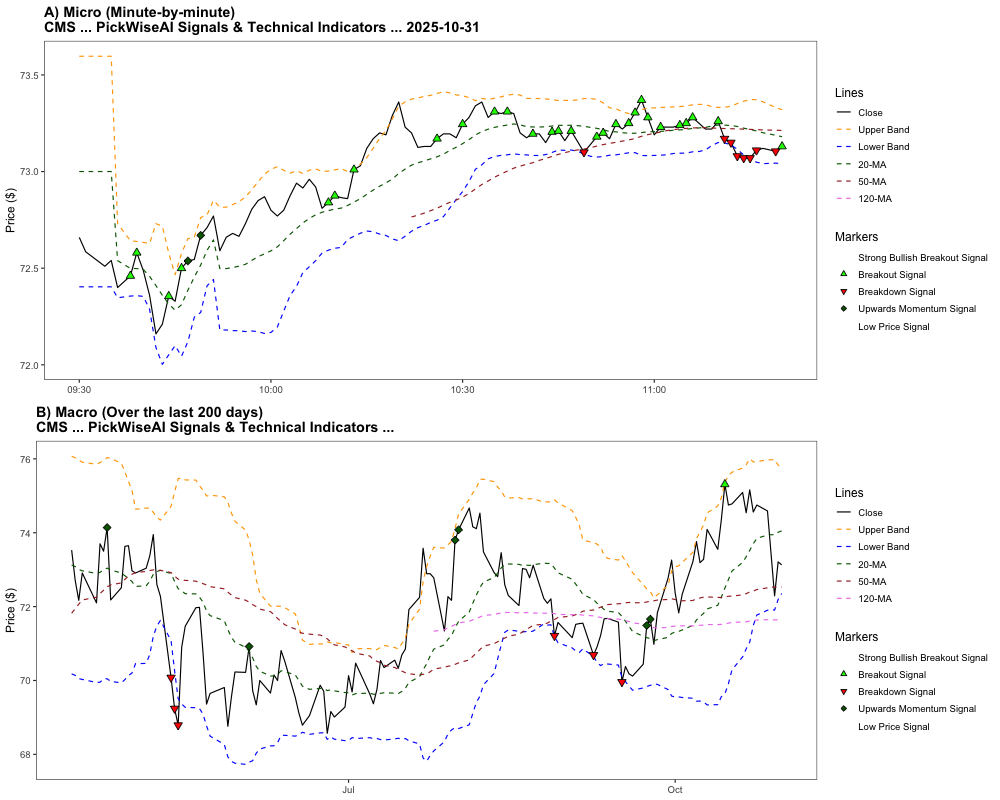 A) Micro (Minute-by-minute)
CMS ... PickWiseAI Signals & Technical Indicators ... 2025-10-31
Price ($)
73.5
73.0
72.5
72.0
09:30
10:00
10:30
11:00
Lines
Close
Upper Band
Lower Band
20-MA
50-MA
120-MA
Markers
Strong Bullish Breakout Signal
Breakout Signal
Breakdown Signal
Upwards Momentum Signal
Low Price Signal
B) Macro (Over the last 200 days)
CMS ... PickWiseAI Signals & Technical Indicators ...
Price ($)
76
74
72
70
68
Jul
Oct
Lines
Close
Upper Band
Lower Band
20-MA
50-MA
120-MA
Markers
Strong Bullish Breakout Signal
Breakout Signal
Breakdown Signal
Upwards Momentum Signal
Low Price Signal